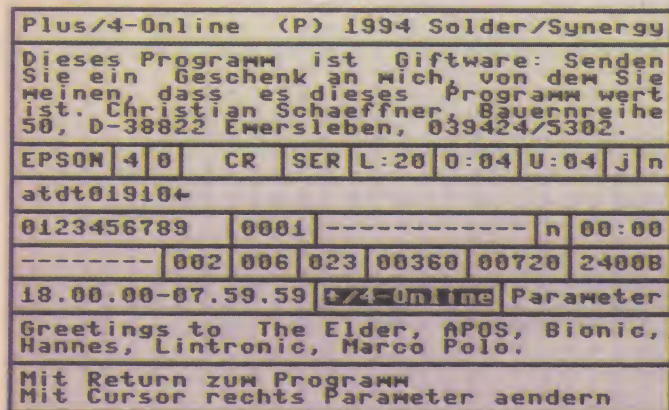 Plus/4-Online (P) 1994 Solder/Synergy
Dieses Programm ist Giftware: Senden
Sie ein Geschenk an mich, von dem Sie
meinen, dass es dieses Programm wert
ist. Christian Schaeffner, Bauernreihe
50, D-38822 Emersleben, 039424/5302.
EPSON 4 0 CR SER L:20 O:04 U:04 j n
atdt01910←
0123456789 0001 ------------- n 00:00
--------- 002 006 023 00360 00720 2400B
18.00.00-07.59.59 +/4-Online Parameter
Greetings to The Elder, APOS, Bionic,
Hannes, Lintronic, Marco Polo.
Mit Return zum Programm
Mit Cursor rechts Parameter aendern